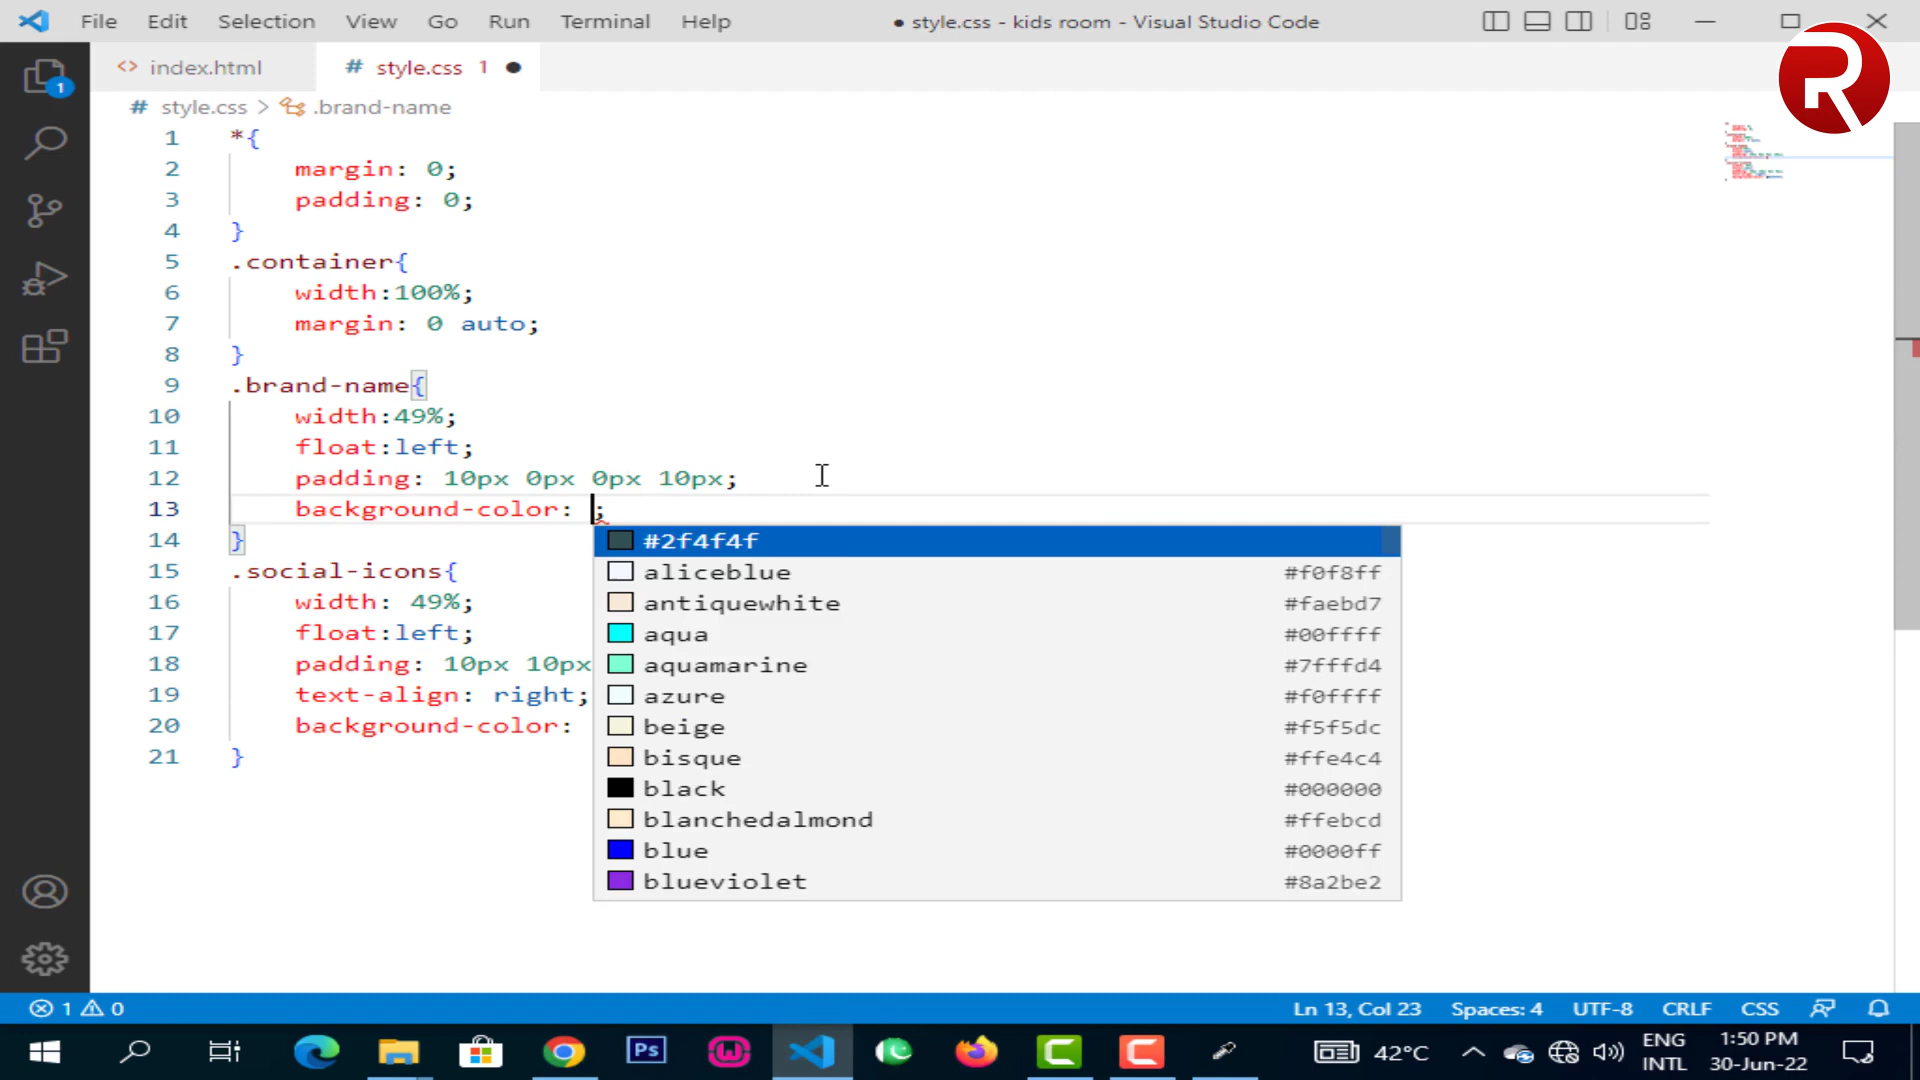 File Edit Selection View Go Run Terminal Help
● style.css - kids room - Visual Studio Code
<> index.html
# style.css 1 ●
# style.css > .brand-name
1 *{
2 margin: 0;
3 padding: 0;
4 }
5 .container{
6 width:100%;
7 margin: 0 auto;
8 }
9 .brand-name{
10 width:49%;
11 float:left;
12 padding: 10px 0px 0px 10px;
13 background-color: ;
14 }
15 .social-icons{
16 width: 49%;
17 float:left;
18 padding: 10px 10px
19 text-align: right;
20 background-color:
21 }
#2f4f4f
aliceblue #f0f8ff
antiquewhite #faebd7
aqua #00ffff
aquamarine #7fffd4
azure #f0ffff
beige #f5f5dc
bisque #ffe4c4
black #000000
blanchedalmond #ffebcd
blue #0000ff
blueviolet #8a2be2
1
R
1 0
Ln 13, Col 23 Spaces: 4 UTF-8 CRLF CSS
Ps
42°C
ENG
INTL
1:50 PM
30-Jun-22